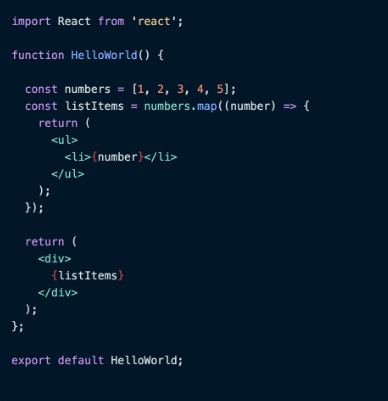 import React from 'react';
function HelloWorld() {
const numbers = [1, 2, 3, 4, 5];
const listItems = numbers.map((number) => {
return (
<ul>
<li>{number}</li>
</ul>
);
});
return (
<div>
{listItems}
</div>
);
};
export default HelloWorld;